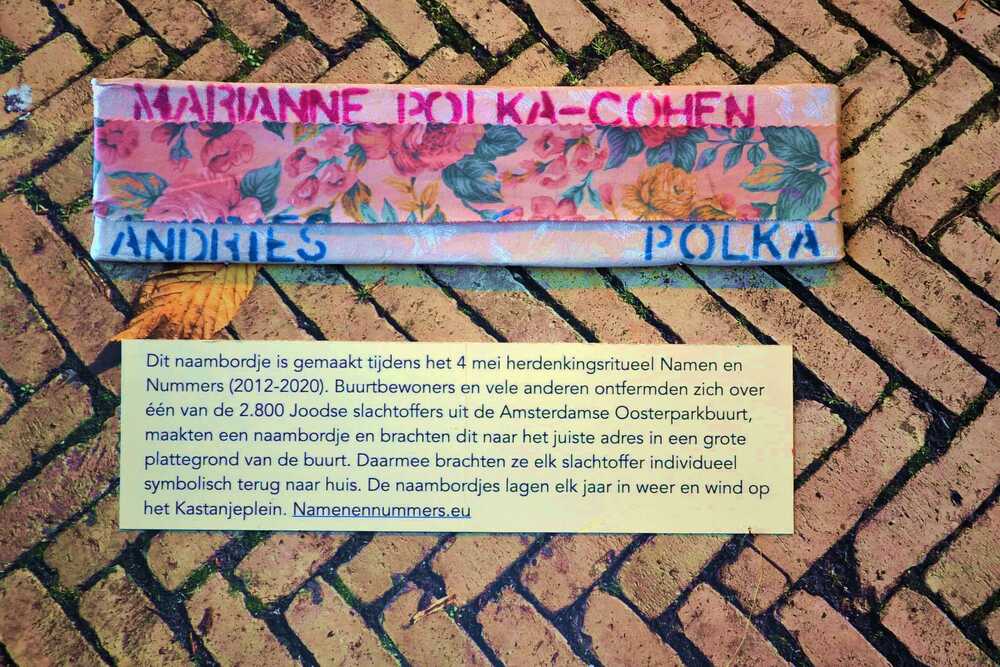 MARIANNE POLKA-COHEN
ANDRIES POLKA
Dit naambordje is gemaakt tijdens het 4 mei herdenkingsritueel Namen en
Nummers (2012-2020). Buurtbewoners en vele anderen ontfermden zich over
één van de 2.800 Joodse slachtoffers uit de Amsterdamse Oosterparkbuurt,
maakten een naambordje en brachten dit naar het juiste adres in een grote
plattegrond van de buurt. Daarmee brachten ze elk slachtoffer individueel
symbolisch terug naar huis. De naambordjes lagen elk jaar in weer en wind op
het Kastanjeplein. Namenennummers.eu